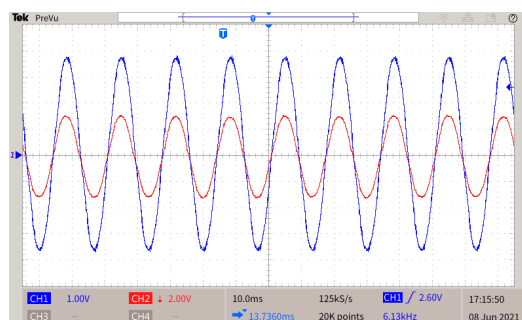 Tek PreVu
T
1
CH1 1.00V CH2 ↓ 2.00V 10.0ms 125kS/s CH1 / 2.60V 17:15:50
CH3 -- CH4 -- 13.7360ms 20K points 6.13kHz 08 Jun 2021